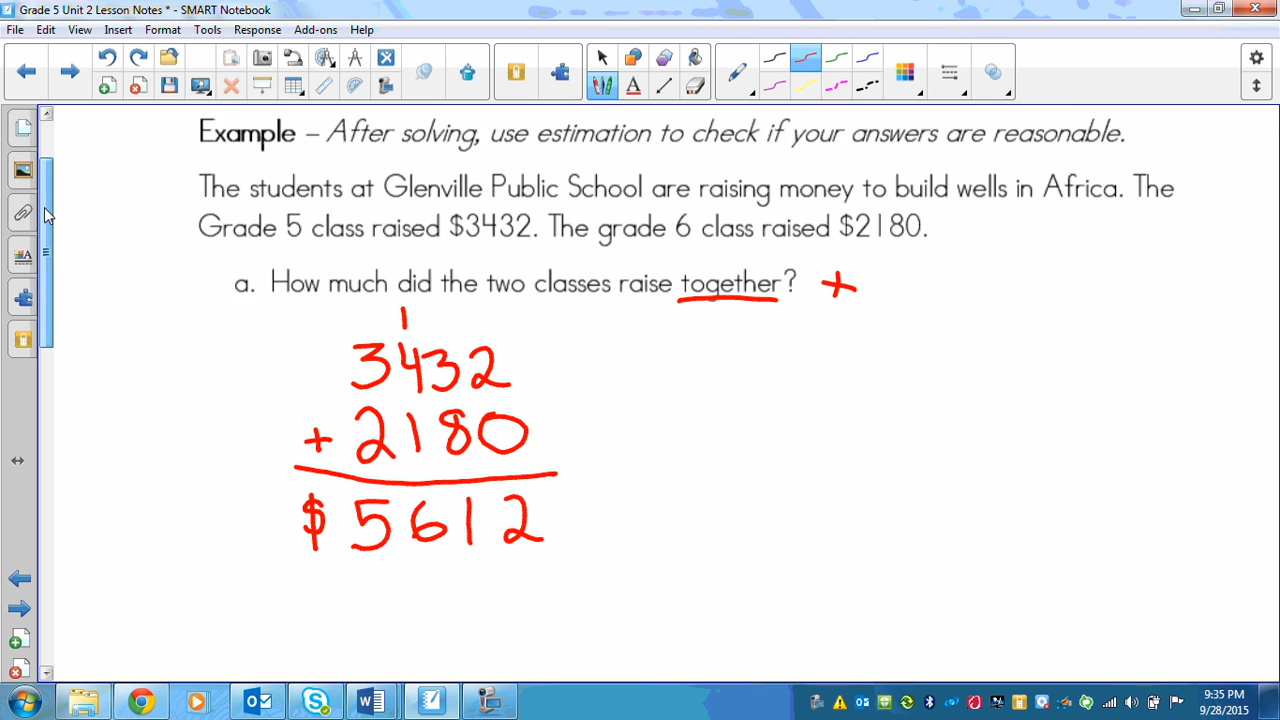 Grade 5 Unit 2 Lesson Notes * - SMART Notebook
File Edit View Insert Format Tools Response Add-ons Help
Example – After solving, use estimation to check if your answers are reasonable.
The students at Glenville Public School are raising money to build wells in Africa. The
Grade 5 class raised $3432. The grade 6 class raised $2180.
a. How much did the two classes raise together? +
1
3432
+ 2180
$ 5612
9:35 PM
9/28/2015